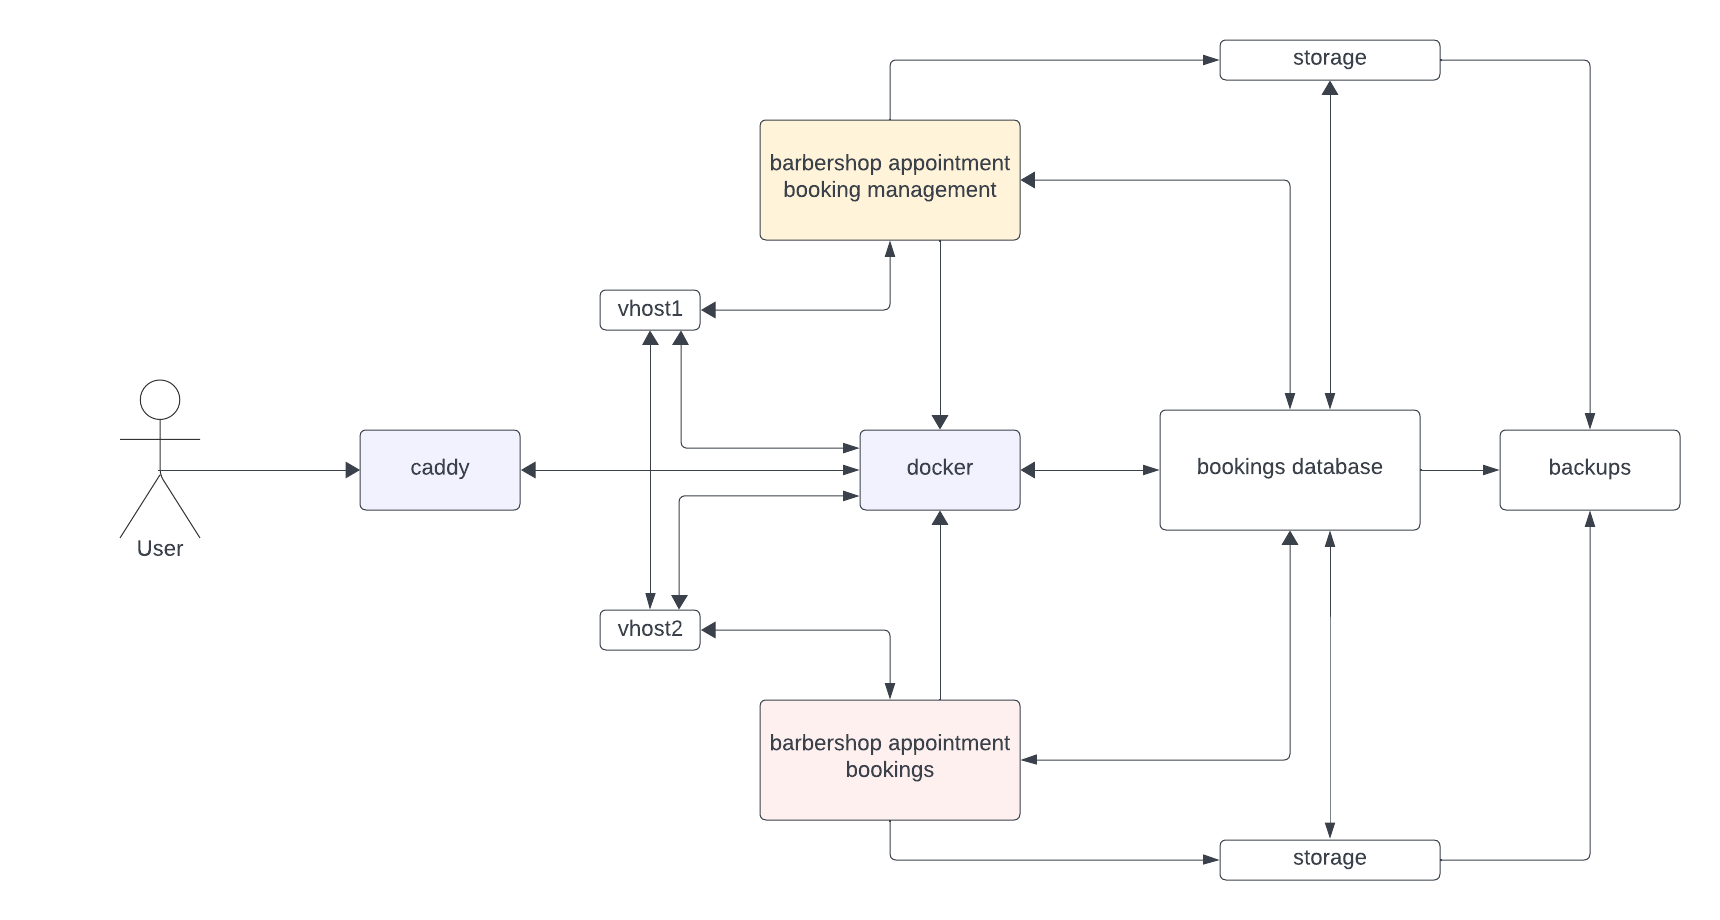 storage
barbershop appointment
booking management
vhost1
caddy
docker
bookings database
backups
User
vhost2
barbershop appointment
bookings
storage